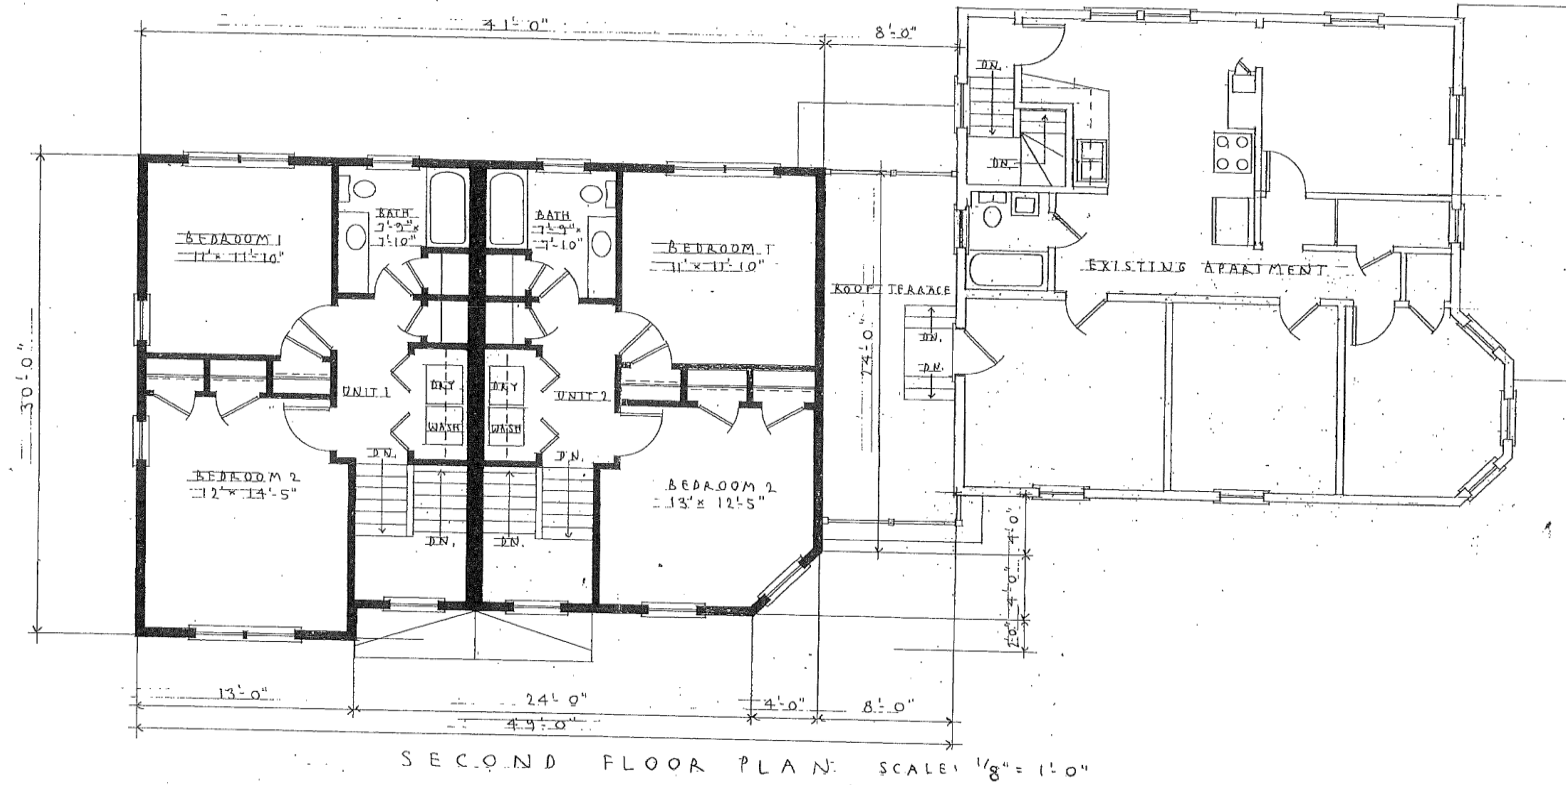 41'-0"
8'-0"
DN.
DN.
BEDROOM 1
11' x 11'-10"
BATH
7'-9" x
7'-10"
BATH
7'-9" x
7'-10"
BEDROOM 1
11' x 11'-10"
EXISTING APARTMENT
ROOF TERRACE
30'-0"
24'-0"
DN.
DN.
UNIT 1
DRY
DRY
UNIT 2
WASH
WASH
DN.
DN.
BEDROOM 2
12' x 14'-5"
BEDROOM 2
13' x 12'-5"
DN.
DN.
4'-0"
4'-0"
2'-0"
13'-0"
24'-0"
4'-0"
8'-0"
49'-0"
SECOND FLOOR PLAN. SCALE: 1/8" = 1'-0"